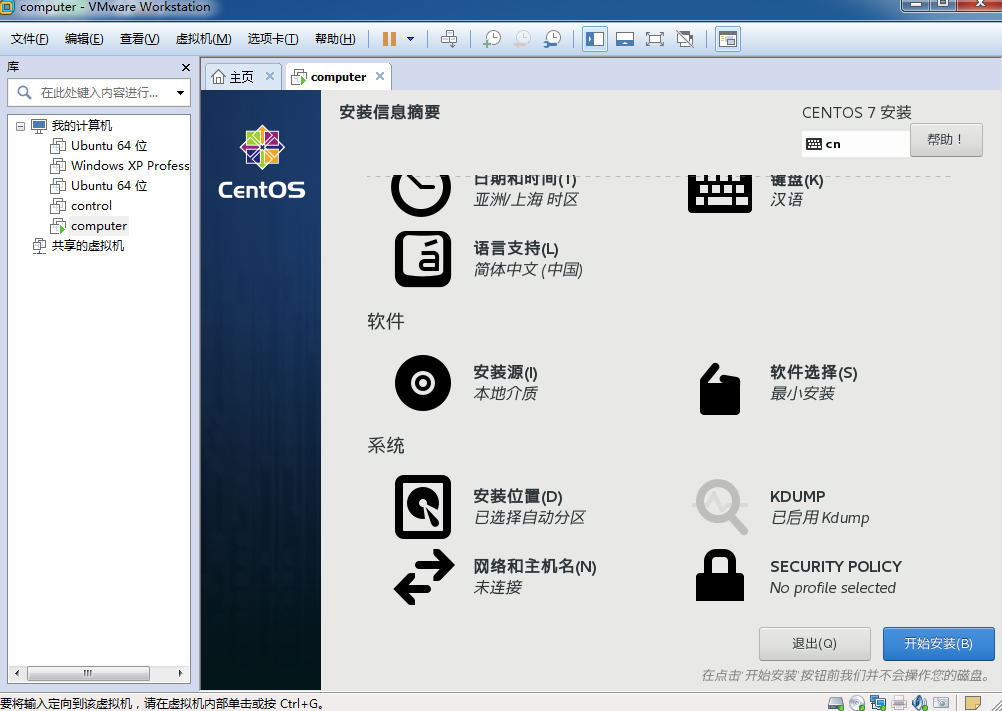 computer - VMware Workstation
文件(F) 编辑(E) 查看(V) 虚拟机(M) 选项卡(T) 帮助(H)
库
在此处键入内容进行...
我的计算机
Ubuntu 64 位
Windows XP Profess
Ubuntu 64 位
control
computer
共享的虚拟机
主页 computer
CentOS
安装信息摘要
CENTOS 7 安装
cn
帮助！
日期和时间(T)
亚洲/上海 时区
键盘(K)
汉语
语言支持(L)
简体中文 (中国)
软件
安装源(I)
本地介质
软件选择(S)
最小安装
系统
安装位置(D)
已选择自动分区
KDUMP
已启用 Kdump
网络和主机名(N)
未连接
SECURITY POLICY
No profile selected
退出(Q)
开始安装(B)
在点击'开始安装'按钮前我们并不会操作您的磁盘。
要将输入定向到该虚拟机，请在虚拟机内部单击或按 Ctrl+G。